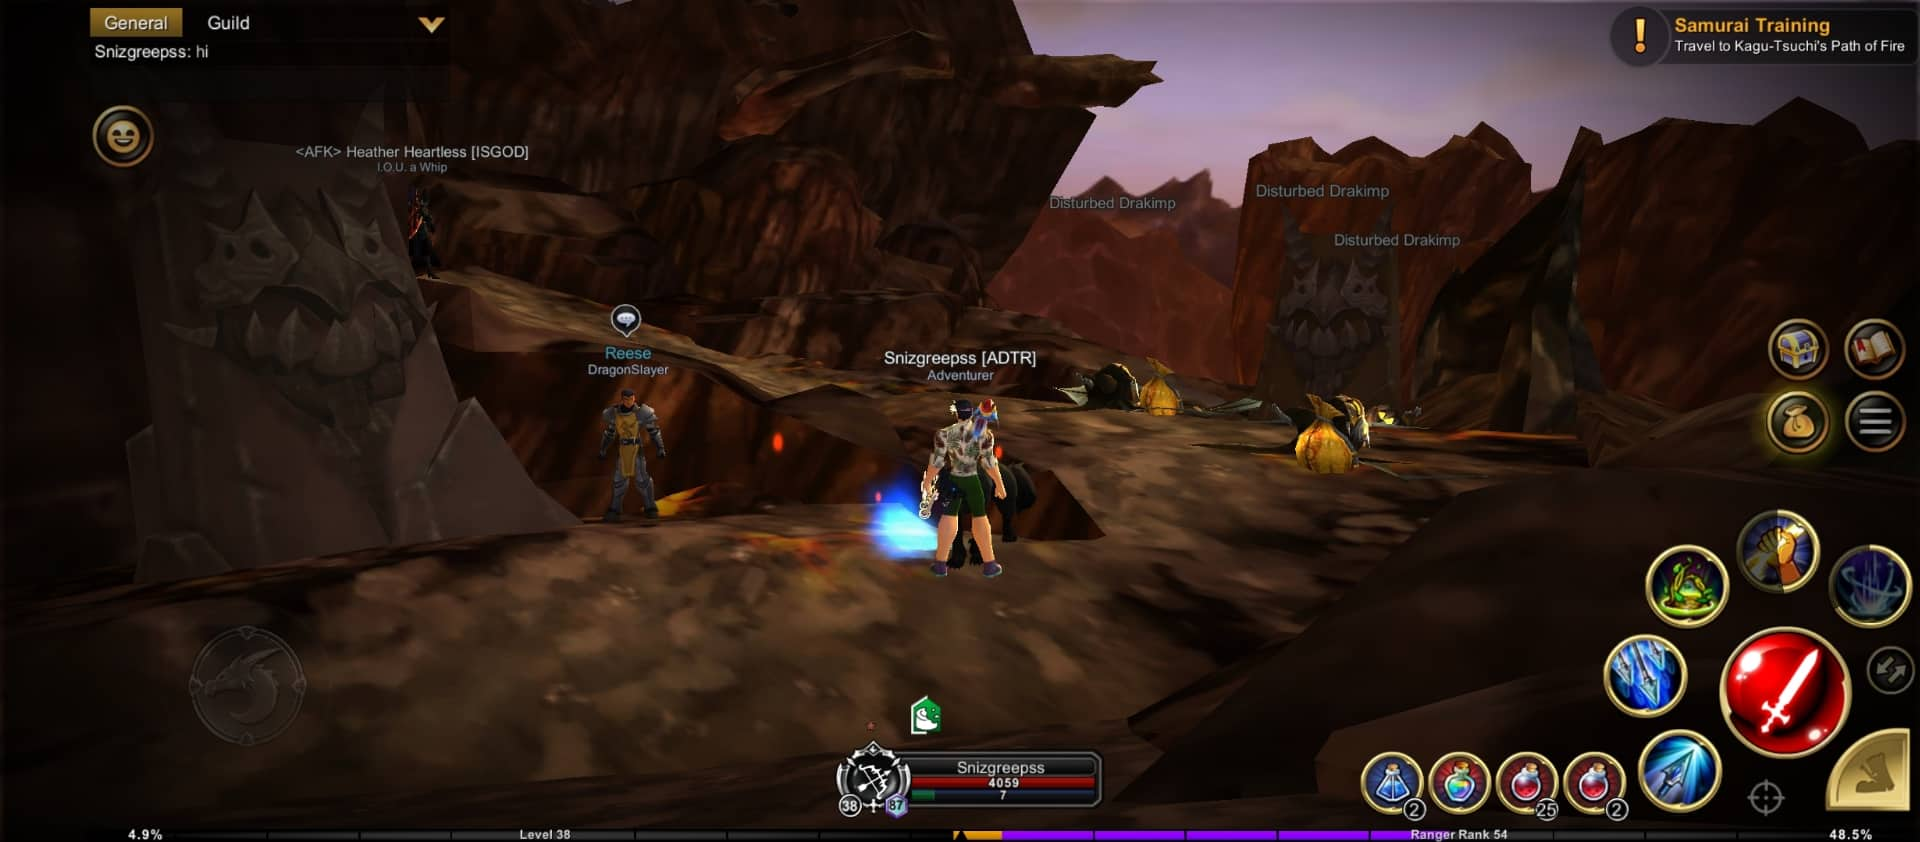 General
Guild
Snizgreepss: hi
Samurai Training
Travel to Kagu-Tsuchi's Path of Fire
<AFK> Heather Heartless [ISGOD]
I.O.U. a Whip
Disturbed Drakimp
Disturbed Drakimp
Disturbed Drakimp
Reese
DragonSlayer
Snizgreepss [ADTR]
Adventurer
Snizgreepss
4059
7
38
87
2
25
2
4.9%
Level 38
Ranger Rank 54
48.5%